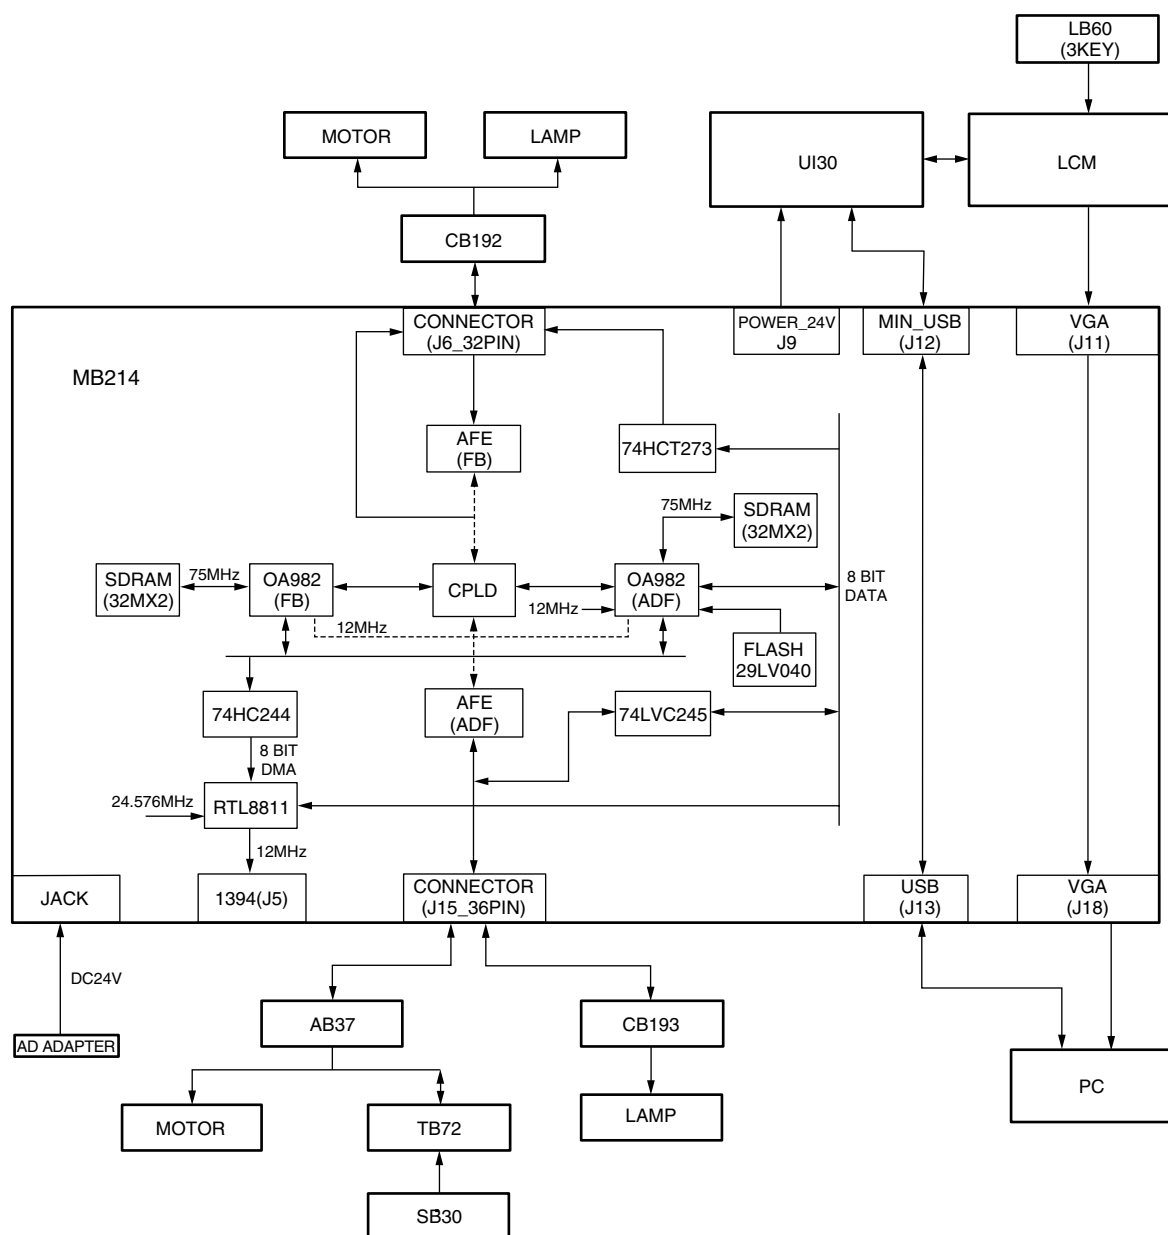 LB60
(3KEY)
MOTOR
LAMP
UI30
LCM
CB192
CONNECTOR
(J6_32PIN)
POWER_24V
J9
MIN_USB
(J12)
VGA
(J11)
MB214
AFE
(FB)
74HCT273
75MHz
SDRAM
(32MX2)
SDRAM
(32MX2)
75MHz
OA982
(FB)
CPLD
OA982
(ADF)
12MHz
8 BIT
DATA
12MHz
FLASH
29LV040
74HC244
AFE
(ADF)
74LVC245
8 BIT
DMA
24.576MHz
RTL8811
12MHz
JACK
1394(J5)
CONNECTOR
(J15_36PIN)
USB
(J13)
VGA
(J18)
DC24V
AD ADAPTER
AB37
CB193
PC
MOTOR
TB72
LAMP
SB30